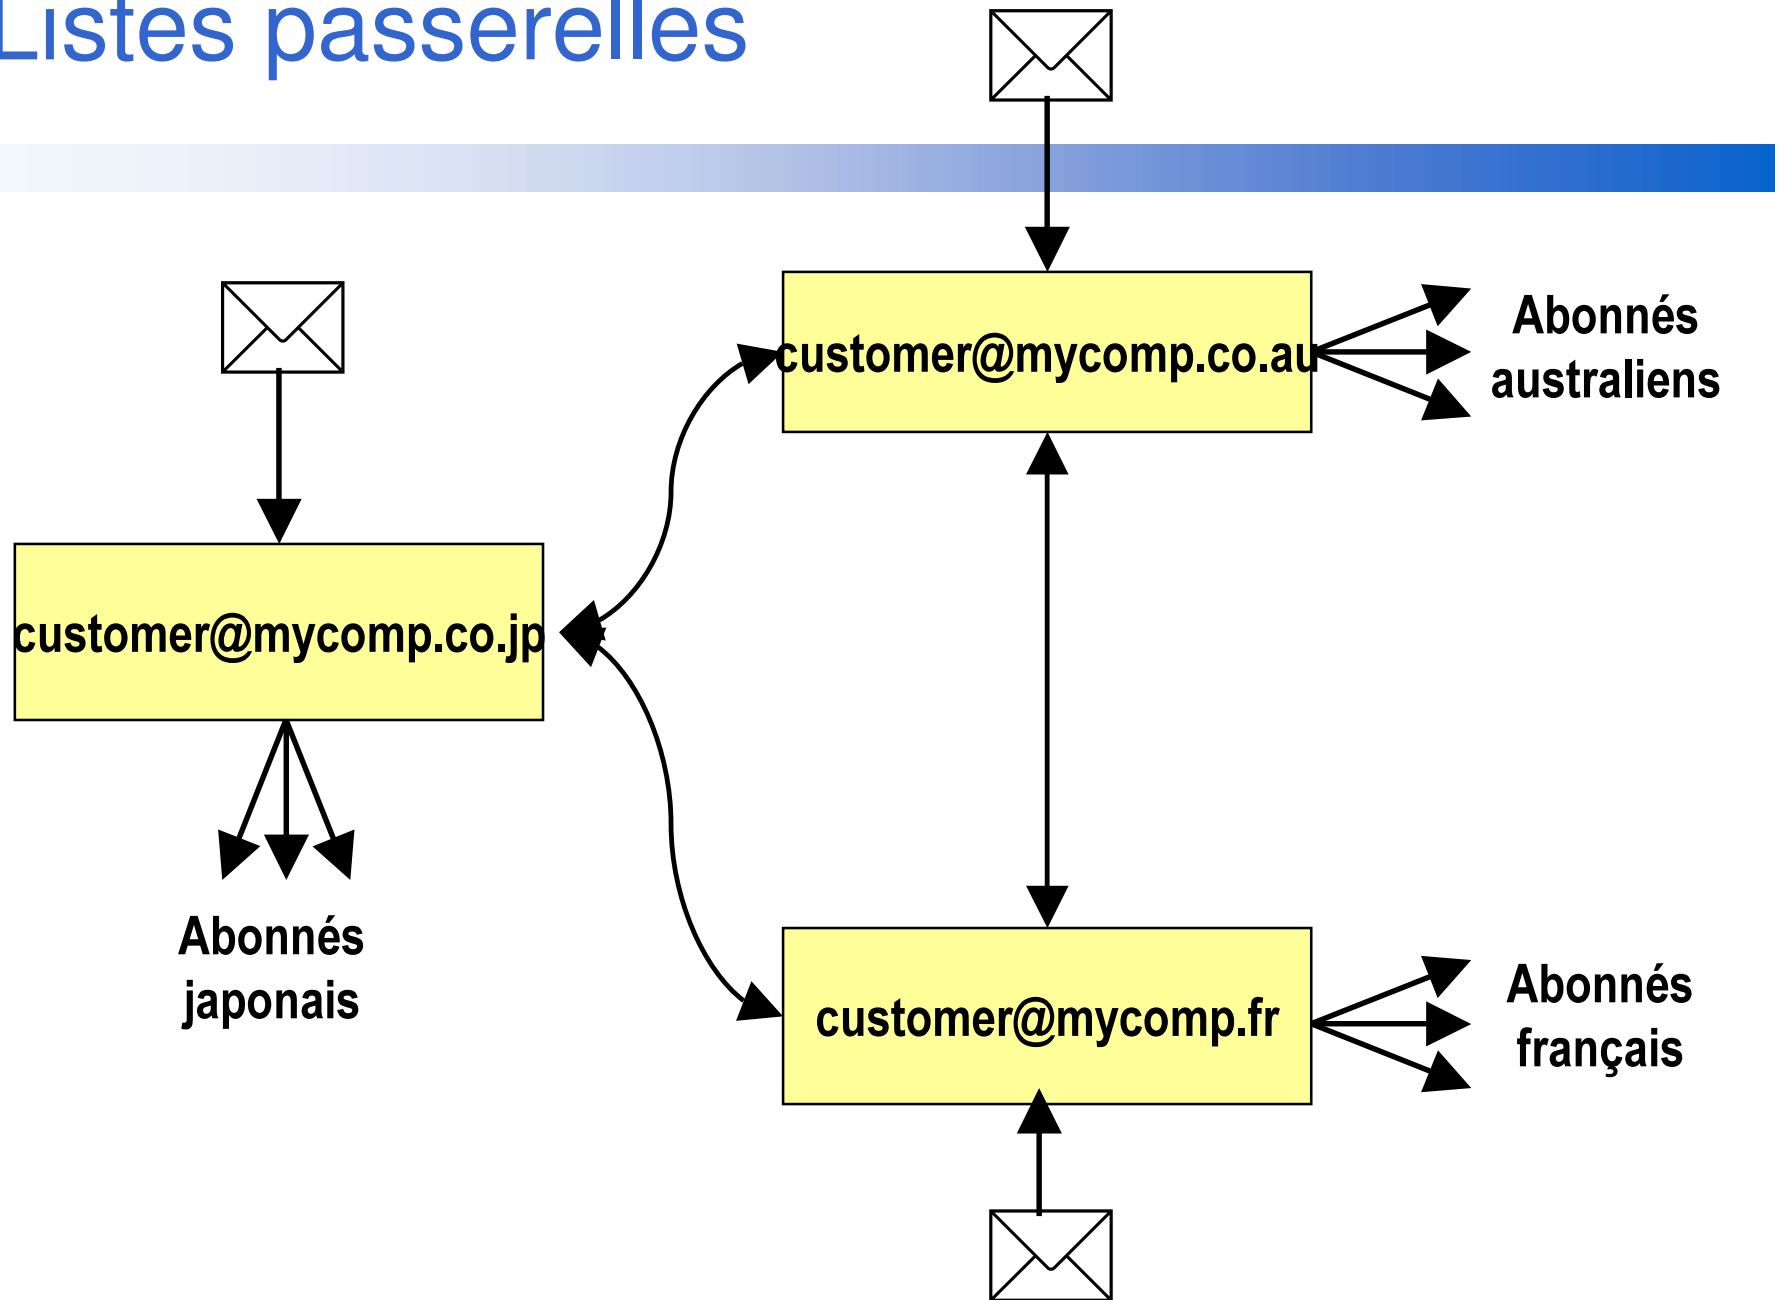 Listes passerelles
customer@mycomp.co.au
Abonnés
australiens
customer@mycomp.co.jp
Abonnés
japonais
customer@mycomp.fr
Abonnés
français